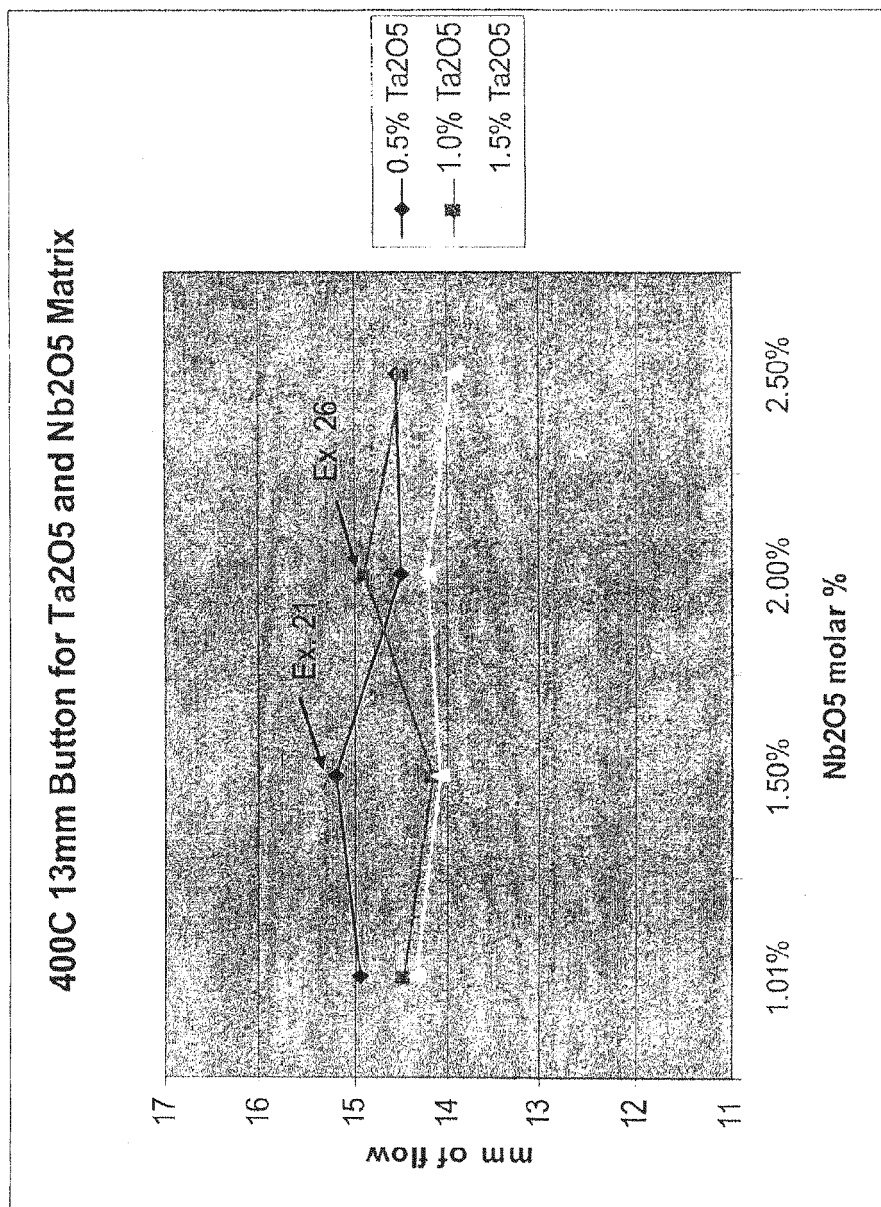 400C 13mm Button for Ta2O5 and Nb2O5 Matrix
17
16
15
14
13
12
11
mm of flow
Ex. 21
Ex. 26
1.01%
1.50%
2.00%
2.50%
Nb2O5 molar %
0.5% Ta2O5
1.0% Ta2O5
1.5% Ta2O5